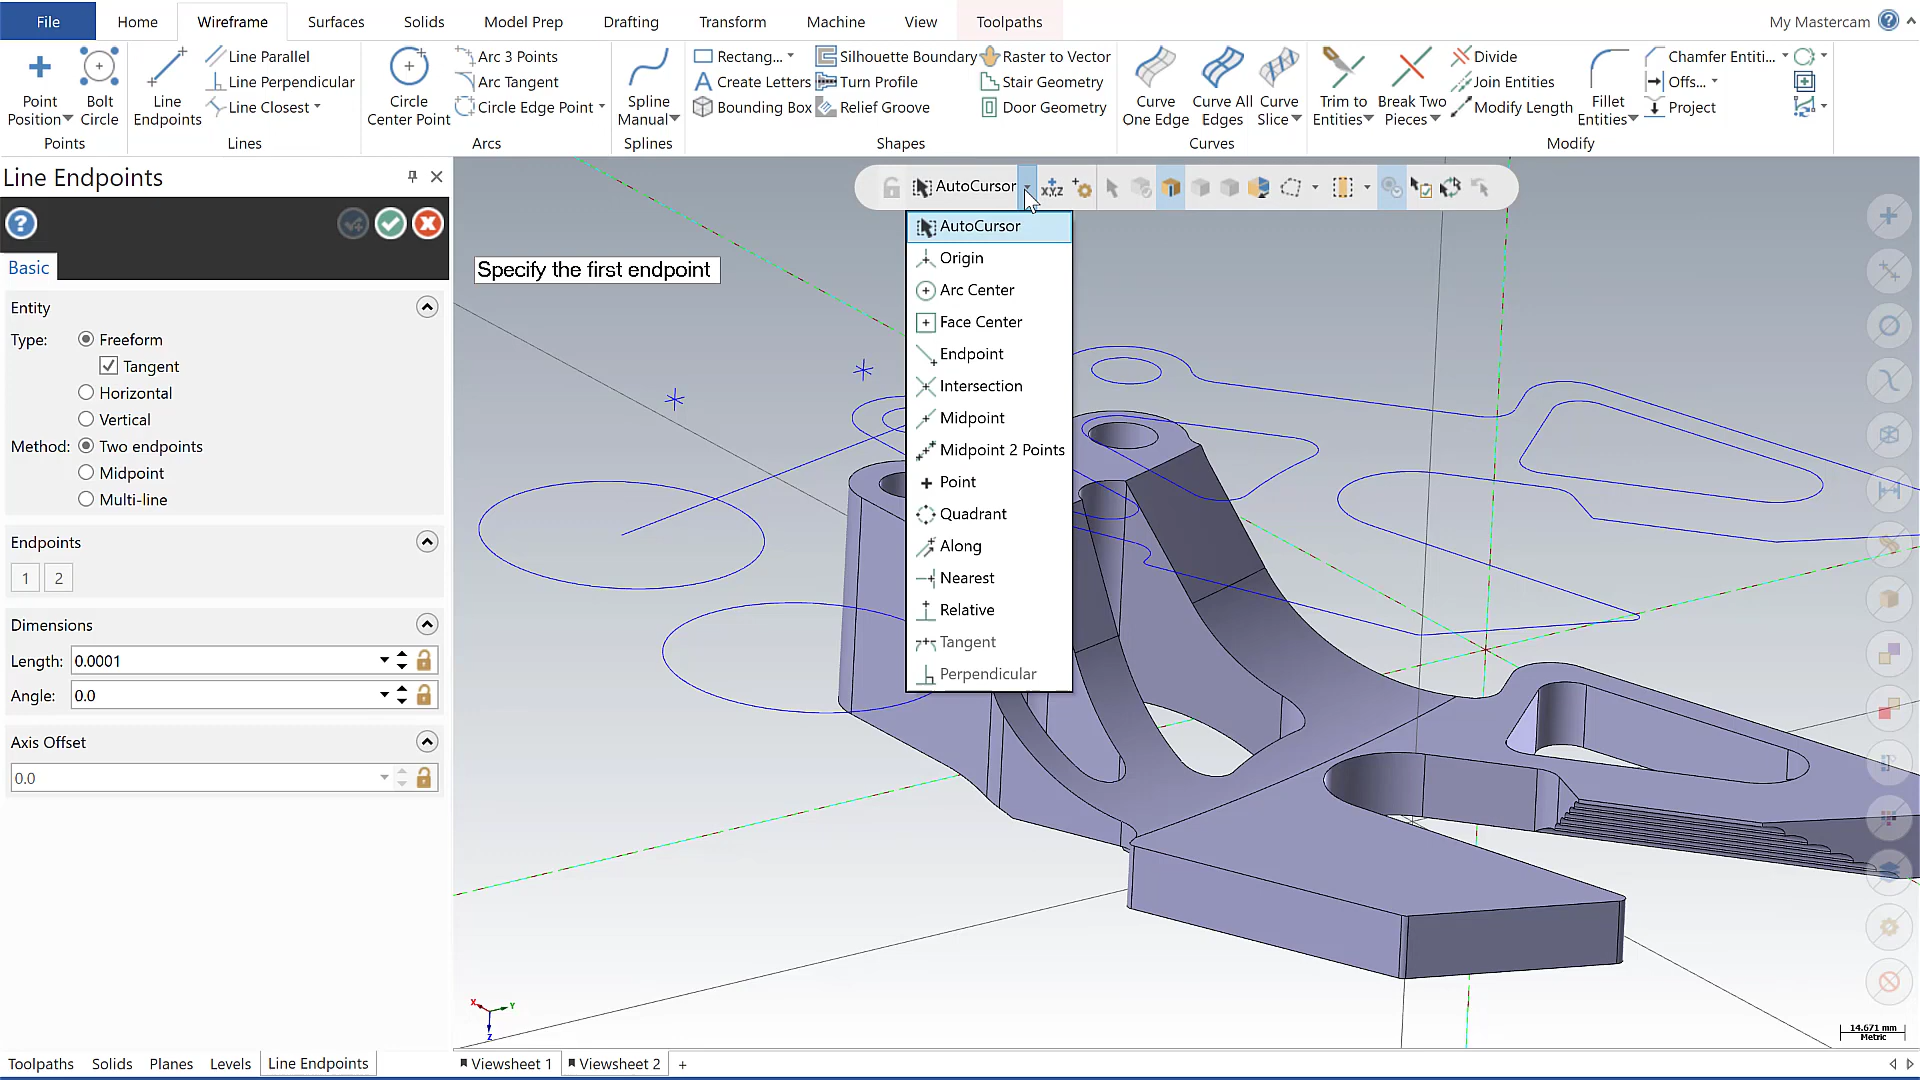 File
Home
Wireframe
Surfaces
Solids
Model Prep
Drafting
Transform
Machine
View
Toolpaths
My Mastercam
Point
Position
Bolt
Circle
Points
Line
Endpoints
Line Parallel
Line Perpendicular
Line Closest
Lines
Circle
Center Point
Arc 3 Points
Arc Tangent
Circle Edge Point
Arcs
Spline
Manual
Splines
Rectang...
Create Letters
Bounding Box
Silhouette Boundary
Turn Profile
Relief Groove
Raster to Vector
Stair Geometry
Door Geometry
Shapes
Curve
One Edge
Curve All
Edges
Curve
Slice
Curves
Trim to
Entities
Break Two
Pieces
Divide
Join Entities
Modify Length
Fillet
Entities
Chamfer Entiti...
Offs...
Project
Modify
Line Endpoints
Basic
Entity
Type:
Freeform
Tangent
Horizontal
Vertical
Method:
Two endpoints
Midpoint
Multi-line
Endpoints
1
2
Dimensions
Length:
0.0001
Angle:
0.0
Axis Offset
0.0
Specify the first endpoint
AutoCursor
XYZ
AutoCursor
Origin
Arc Center
Face Center
Endpoint
Intersection
Midpoint
Midpoint 2 Points
Point
Quadrant
Along
Nearest
Relative
Tangent
Perpendicular
X
Y
Z
14.671 mm
Metric
Toolpaths
Solids
Planes
Levels
Line Endpoints
Viewsheet 1
Viewsheet 2
+